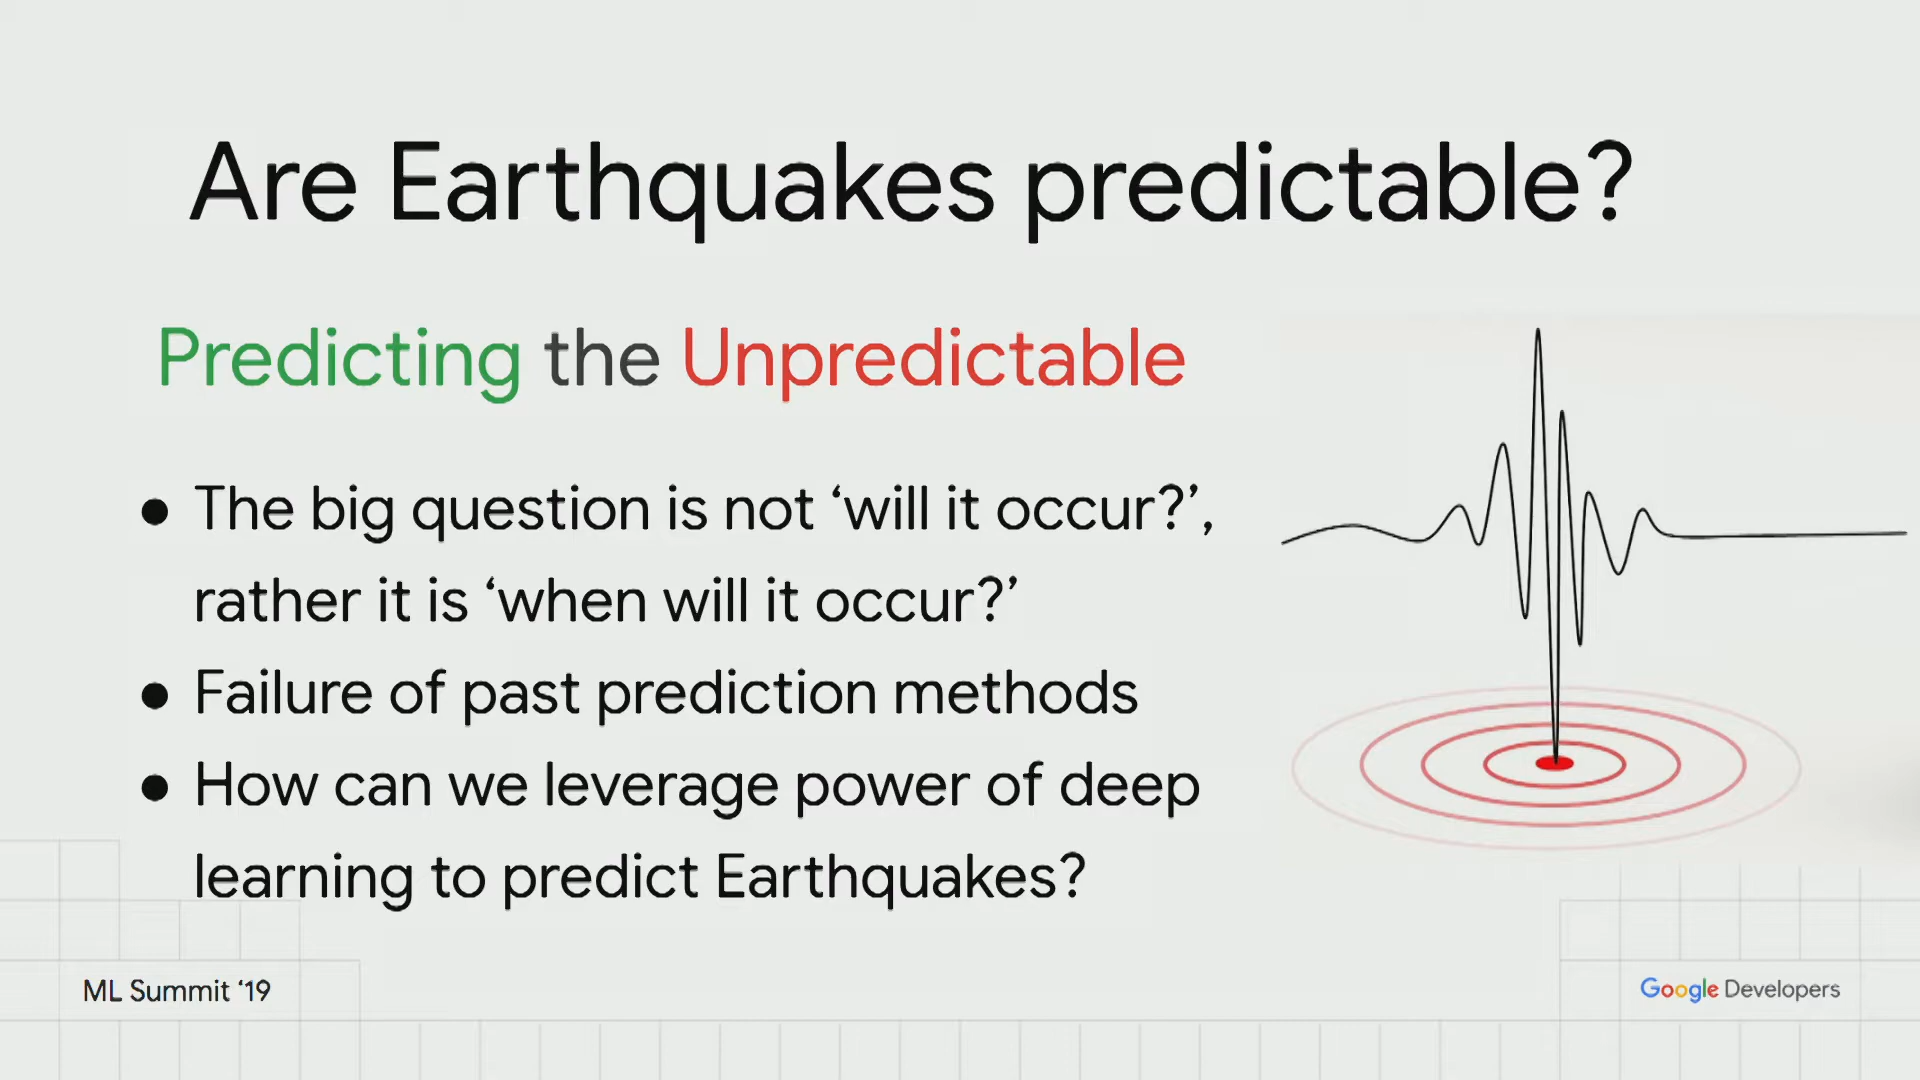 Are Earthquakes predictable?
Predicting the Unpredictable
● The big question is not ‘will it occur?’,
rather it is ‘when will it occur?’
● Failure of past prediction methods
● How can we leverage power of deep
learning to predict Earthquakes?
ML Summit ‘19
Google Developers